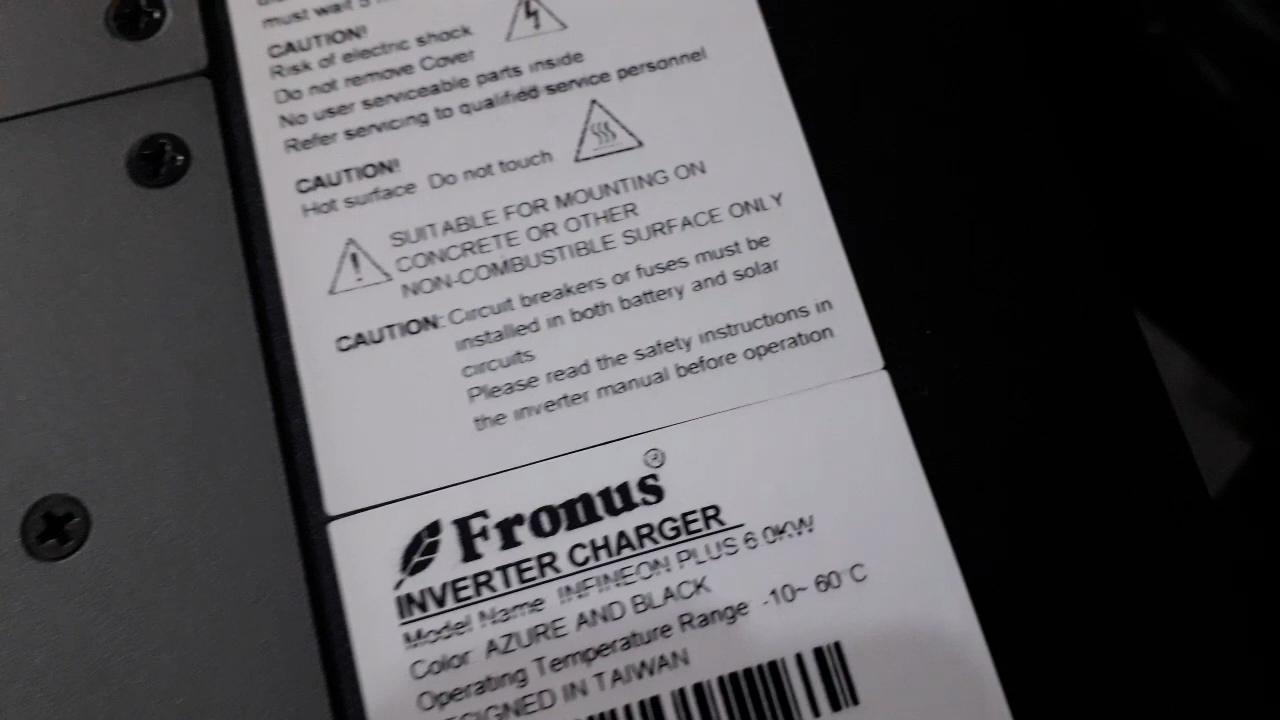 must wait 5
CAUTION!
Risk of electric shock
Do not remove Cover
No user serviceable parts inside
Refer servicing to qualified service personnel
CAUTION!
Hot surface Do not touch
SUITABLE FOR MOUNTING ON
CONCRETE OR OTHER
NON-COMBUSTIBLE SURFACE ONLY
CAUTION: Circuit breakers or fuses must be
installed in both battery and solar
circuits
Please read the safety instructions in
the inverter manual before operation
Fronus®
INVERTER CHARGER
Model Name INFINEON PLUS 6.0KW
Color AZURE AND BLACK
Operating Temperature Range -10~ 60°C
DESIGNED IN TAIWAN